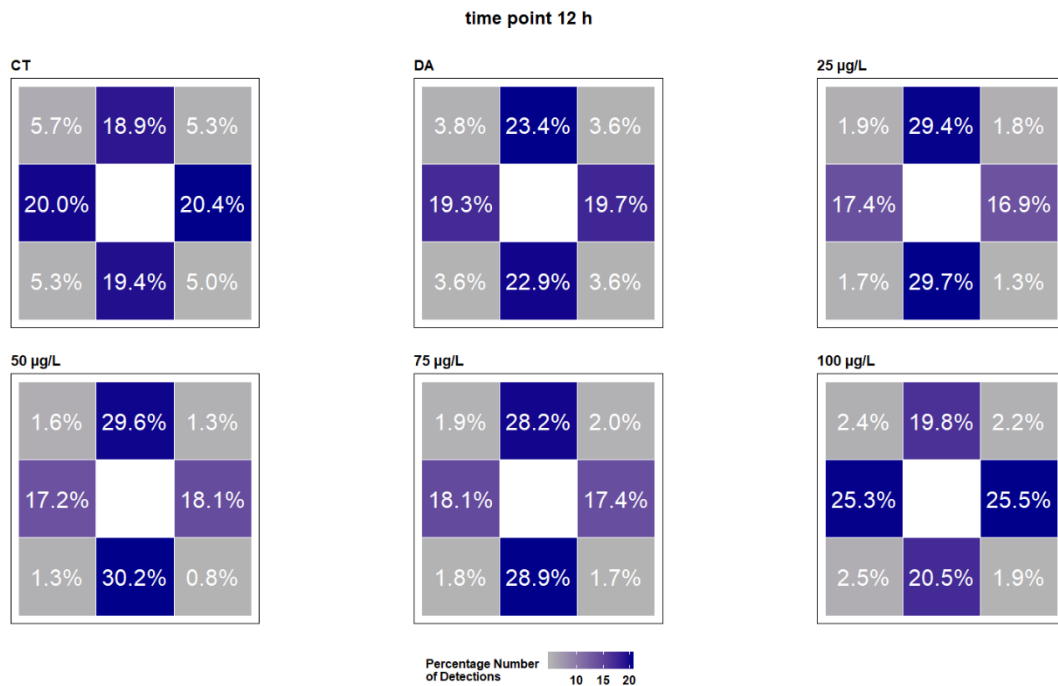 time point 12 h
CT
5.7% 18.9% 5.3%
20.0% 20.4%
5.3% 19.4% 5.0%
DA
3.8% 23.4% 3.6%
19.3% 19.7%
3.6% 22.9% 3.6%
25 µg/L
1.9% 29.4% 1.8%
17.4% 16.9%
1.7% 29.7% 1.3%
50 µg/L
1.6% 29.6% 1.3%
17.2% 18.1%
1.3% 30.2% 0.8%
75 µg/L
1.9% 28.2% 2.0%
18.1% 17.4%
1.8% 28.9% 1.7%
100 µg/L
2.4% 19.8% 2.2%
25.3% 25.5%
2.5% 20.5% 1.9%
Percentage Number
of Detections
10 15 20